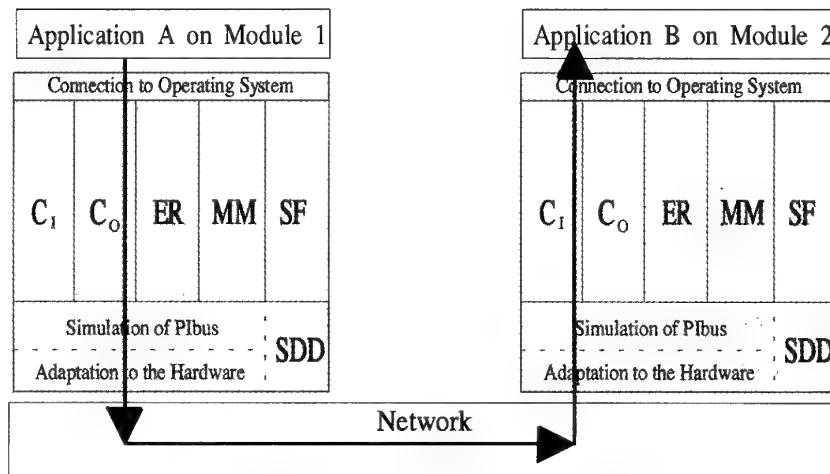 Application A on Module 1
Connection to Operating System
C_I C_O ER MM SF
Simulation of PIbus
SDD
Adaptation to the Hardware
Application B on Module 2
Connection to Operating System
C_I C_O ER MM SF
Simulation of PIbus
SDD
Adaptation to the Hardware
Network